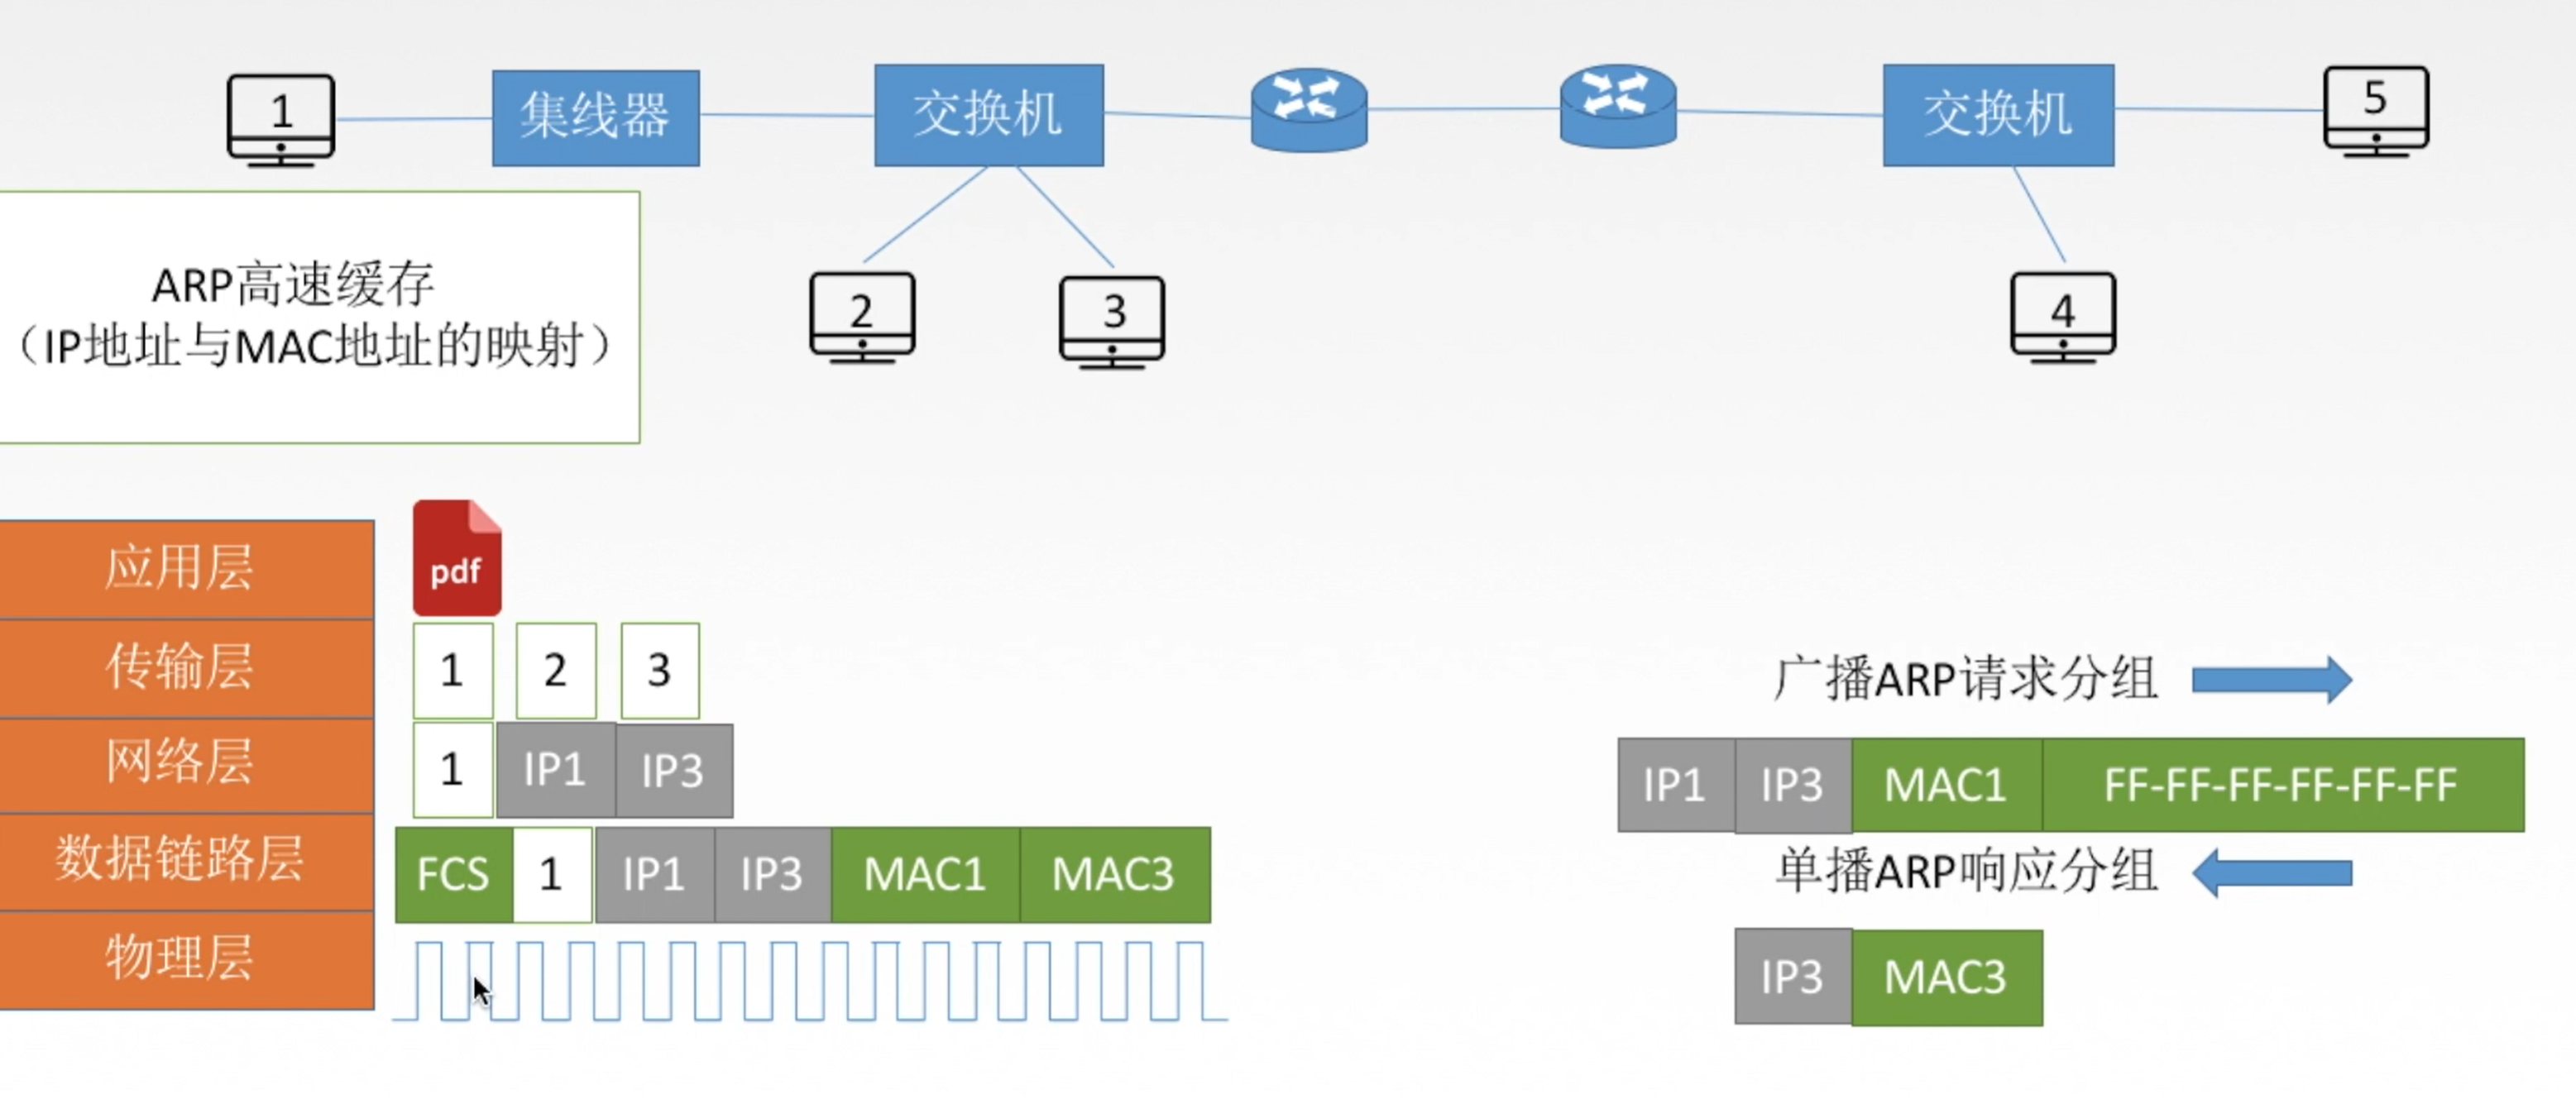 1
集线器
交换机
交换机
5
2
3
4
ARP高速缓存
（IP地址与MAC地址的映射）
应用层
pdf
传输层
1 2 3
网络层
1 IP1 IP3
数据链路层
FCS 1 IP1 IP3 MAC1 MAC3
物理层
广播ARP请求分组
IP1 IP3 MAC1 FF-FF-FF-FF-FF-FF
单播ARP响应分组
IP3 MAC3